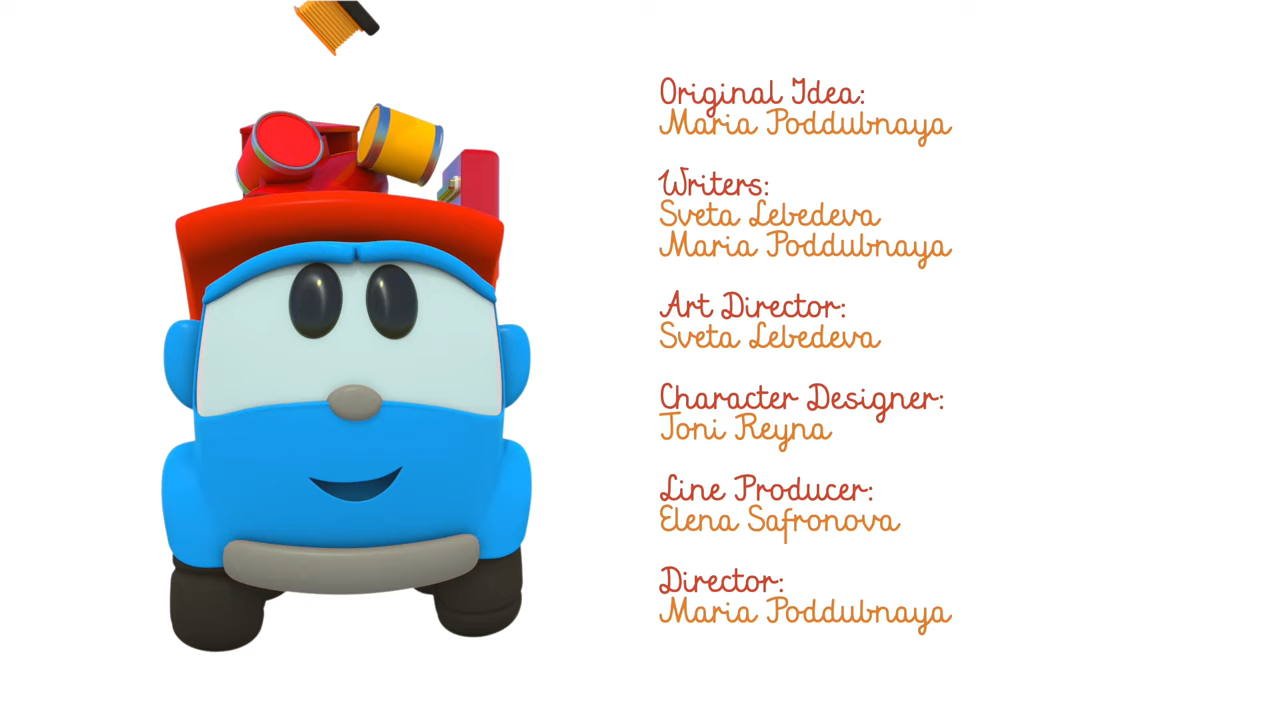 Original Idea:
Maria Poddubnaya
Writers:
Sveta Lebedeva
Maria Poddubnaya
Art Director:
Sveta Lebedeva
Character Designer:
Toni Reyna
Line Producer:
Elena Safronova
Director:
Maria Poddubnaya